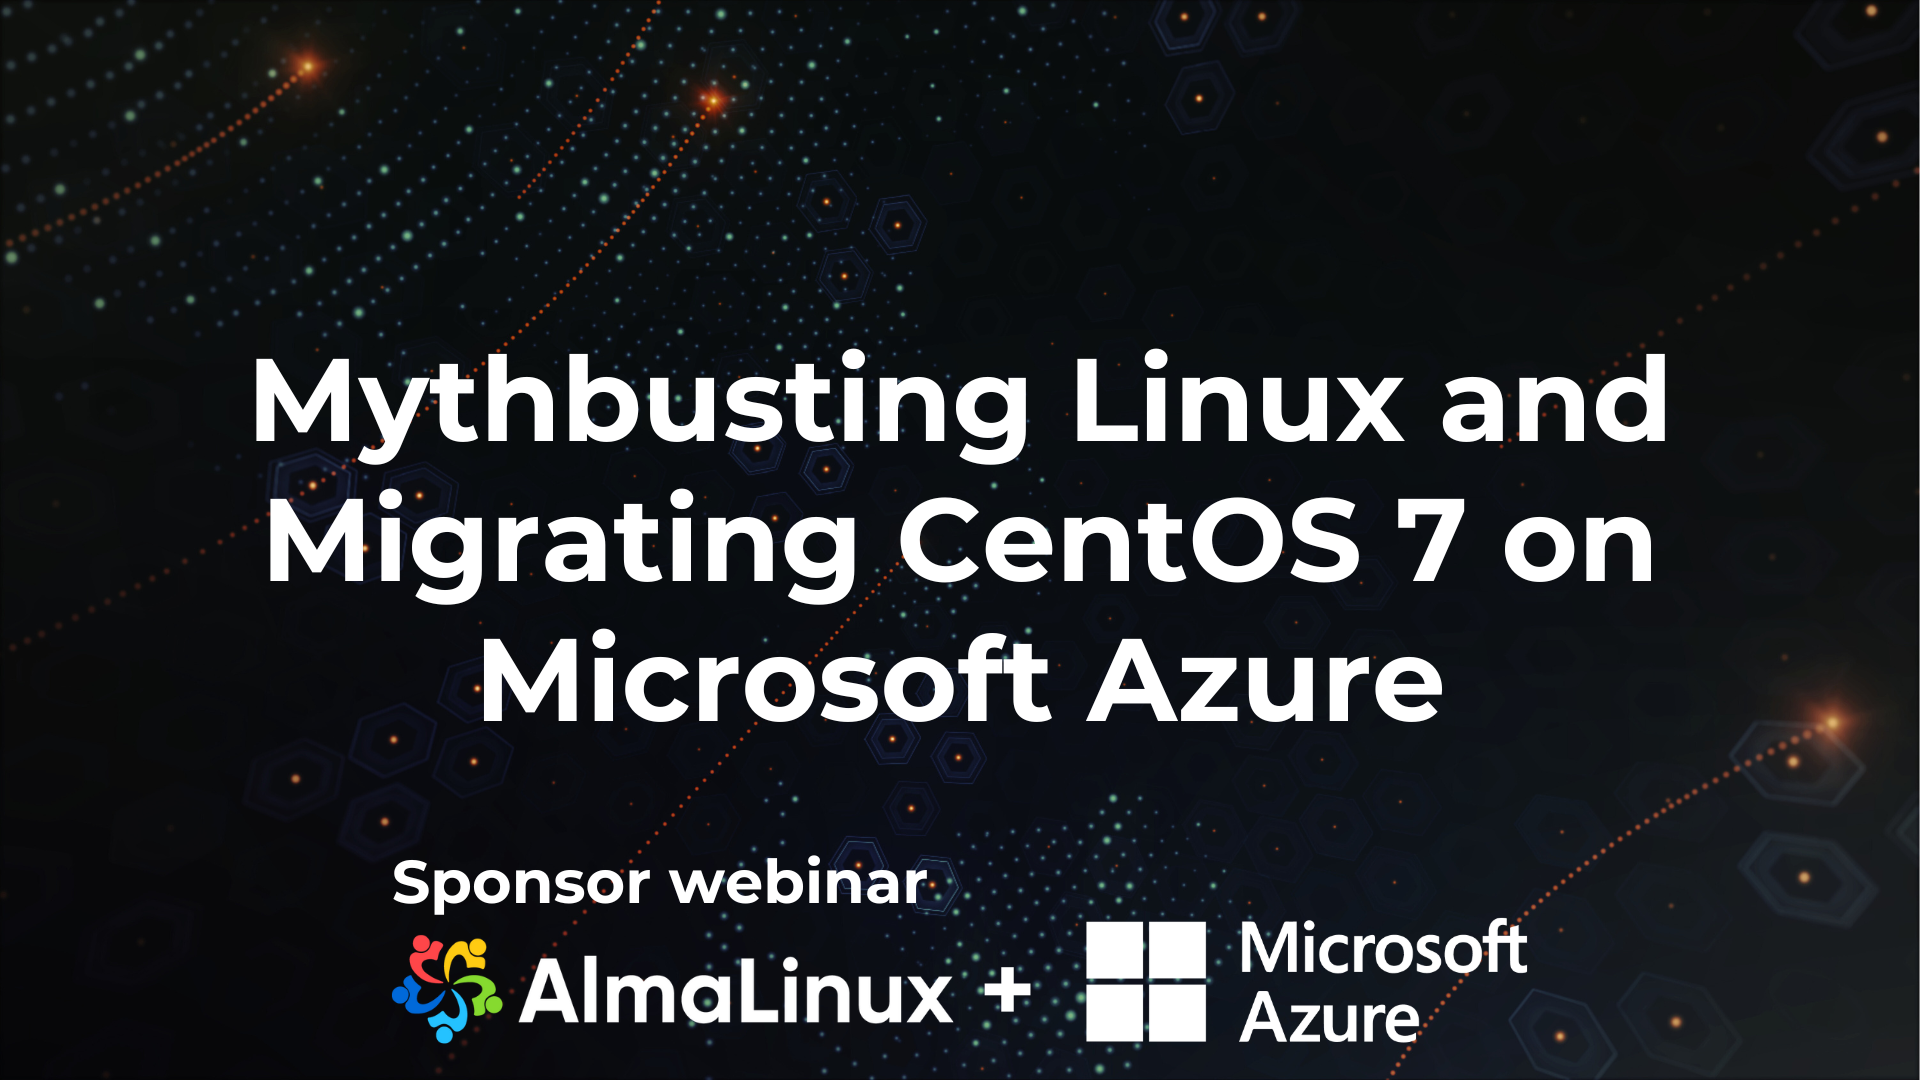 Mythbusting Linux and
Migrating CentOS 7 on
Microsoft Azure
Sponsor webinar
AlmaLinux + Microsoft
Azure